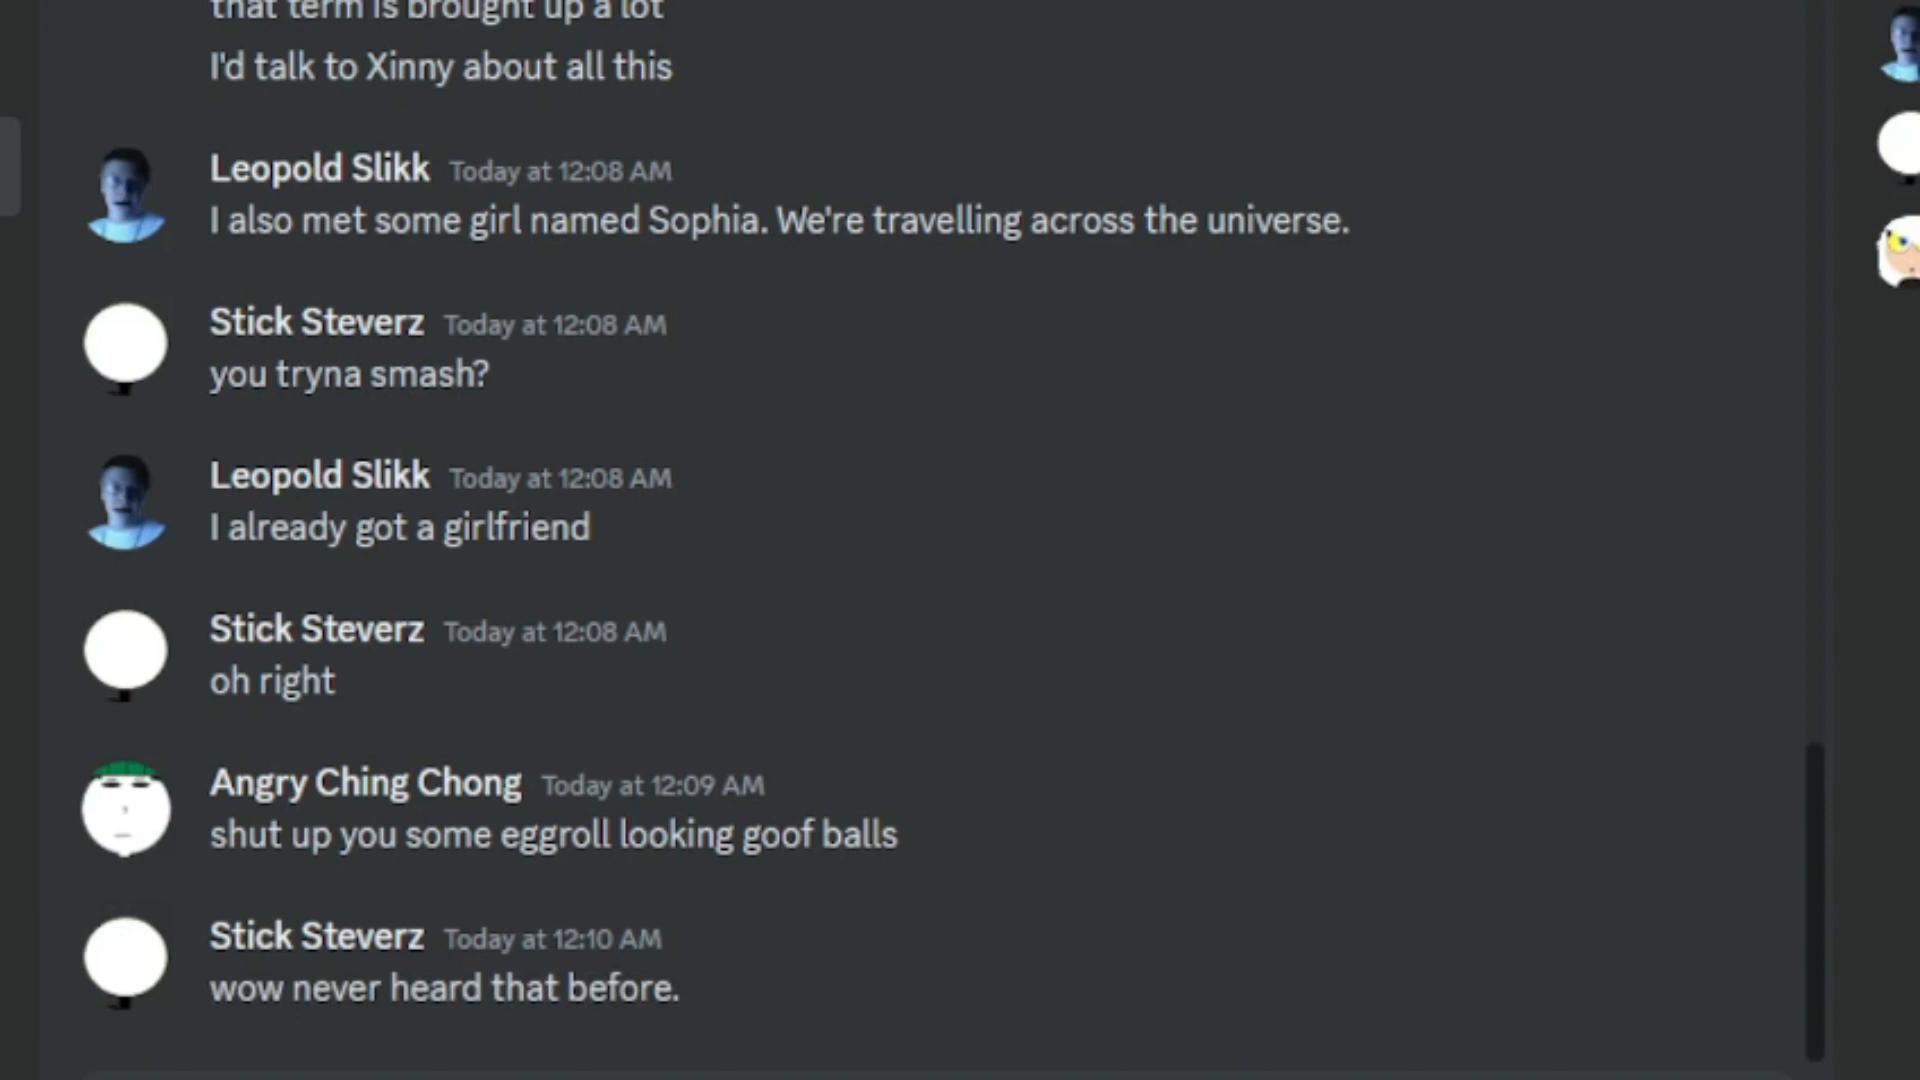 that term is brought up a lot
I'd talk to Xinny about all this
Leopold Slikk Today at 12:08 AM
I also met some girl named Sophia. We're travelling across the universe.
Stick Steverz Today at 12:08 AM
you tryna smash?
Leopold Slikk Today at 12:08 AM
I already got a girlfriend
Stick Steverz Today at 12:08 AM
oh right
Angry Ching Chong Today at 12:09 AM
shut up you some eggroll looking goof balls
Stick Steverz Today at 12:10 AM
wow never heard that before.